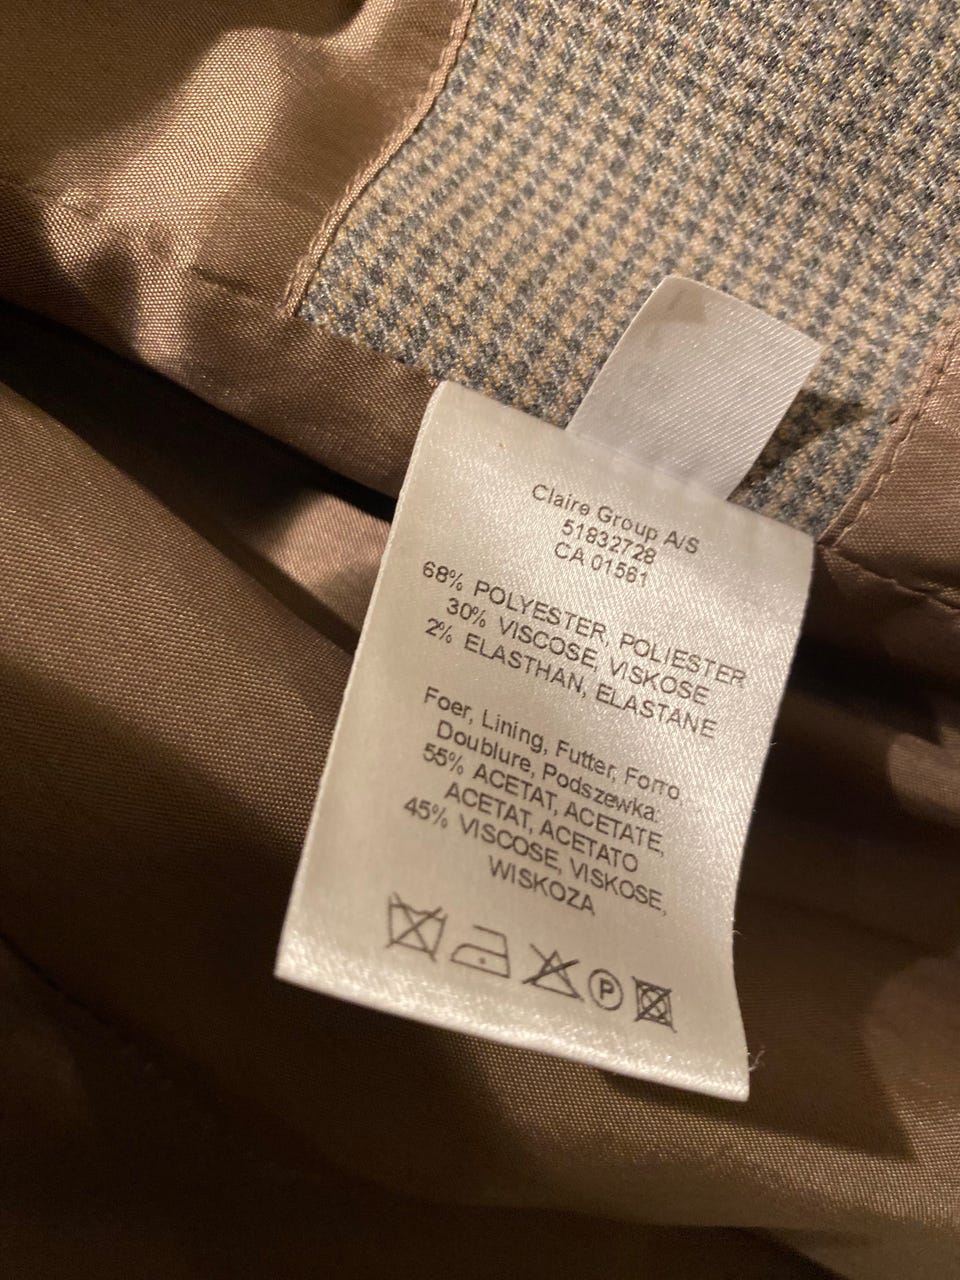 Claire Group A/S
51832728
CA 01561
68% POLYESTER, POLIESTER
30% VISCOSE, VISKOSE
2% ELASTHAN, ELASTANE
Foer, Lining, Futter, Forro,
Doublure, Podszewka:
55% ACETAT, ACETATE,
ACETAT, ACETATO
45% VISCOSE, VISKOSE,
WISKOZA
P